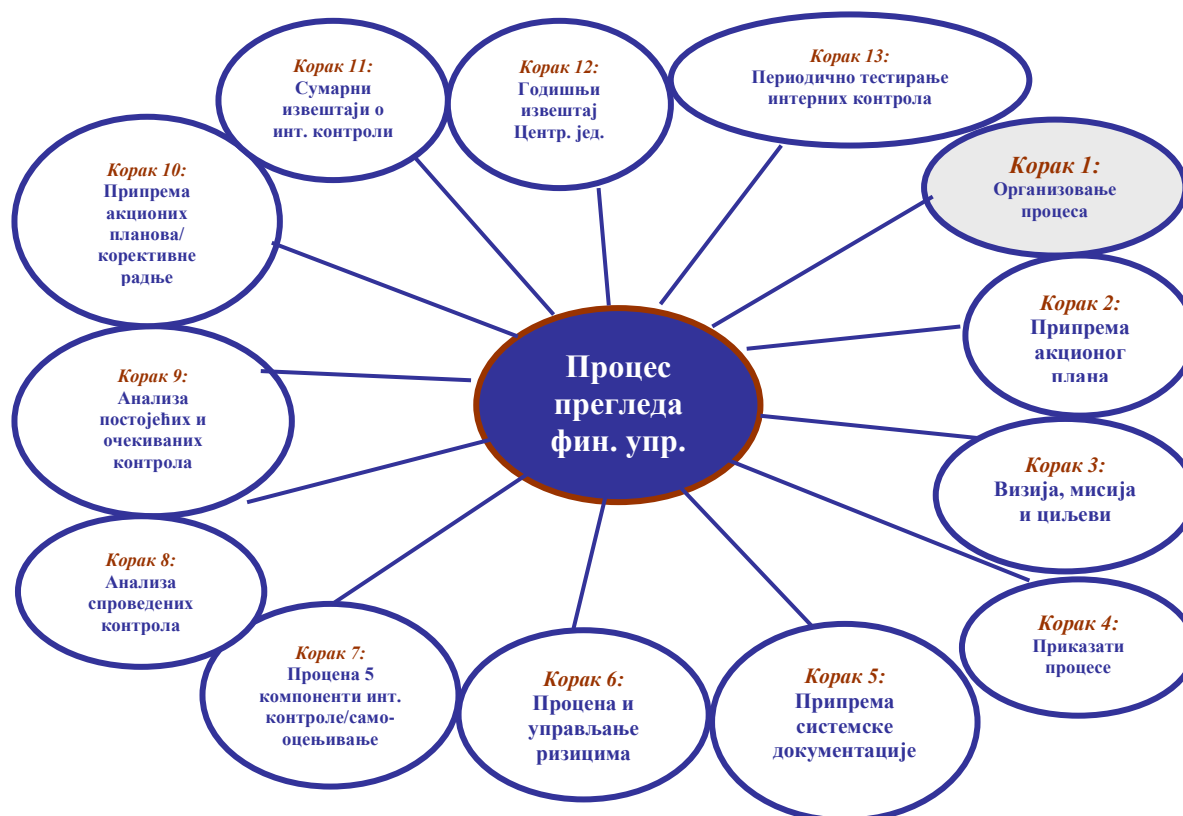 Процес
прегледа
фин. упр.
Корак 1:
Организовање
процеса
Корак 2:
Припрема
акционог
плана
Корак 3:
Визија, мисија
и циљеви
Корак 4:
Приказати
процесе
Корак 5:
Припрема
системске
документације
Корак 6:
Процена и
управљање
ризицима
Корак 7:
Процена 5
компоненти инт.
контроле/само-
оцењивање
Корак 8:
Анализа
спроведених
контрола
Корак 9:
Анализа
постојећих и
очекиваних
контрола
Корак 10:
Припрема
акционих
планова/
корективне
радње
Корак 11:
Сумарни
извештаји о
инт. контроли
Корак 12:
Годишњи
извештај
Центр. јед.
Корак 13:
Периодично тестирање
интерних контрола